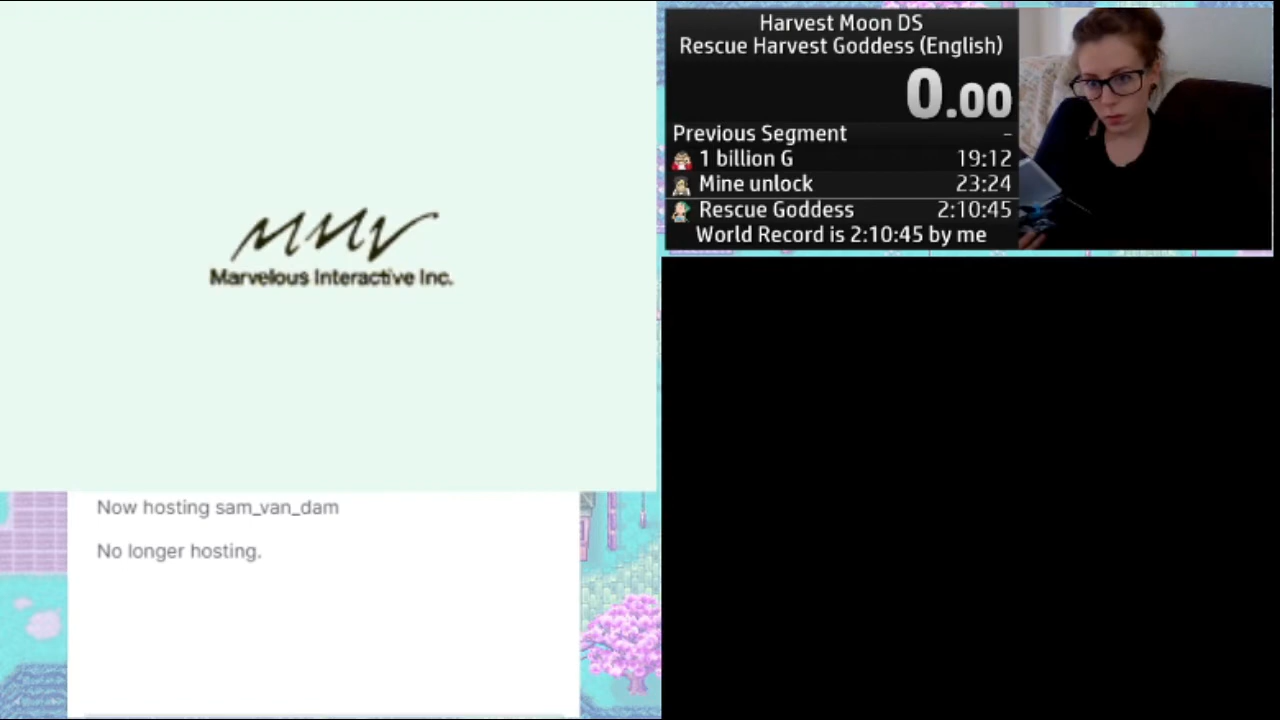 MMV
Marvelous Interactive Inc.
Harvest Moon DS
Rescue Harvest Goddess (English)
0.00
Previous Segment -
1 billion G 19:12
Mine unlock 23:24
Rescue Goddess 2:10:45
World Record is 2:10:45 by me
Now hosting sam_van_dam
No longer hosting.